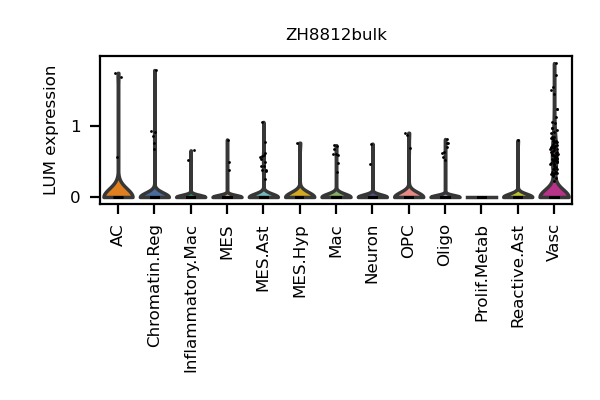 ZH8812bulk
LUM expression
1
0
AC
Chromatin.Reg
Inflammatory.Mac
MES
MES.Ast
MES.Hyp
Mac
Neuron
OPC
Oligo
Prolif.Metab
Reactive.Ast
Vasc